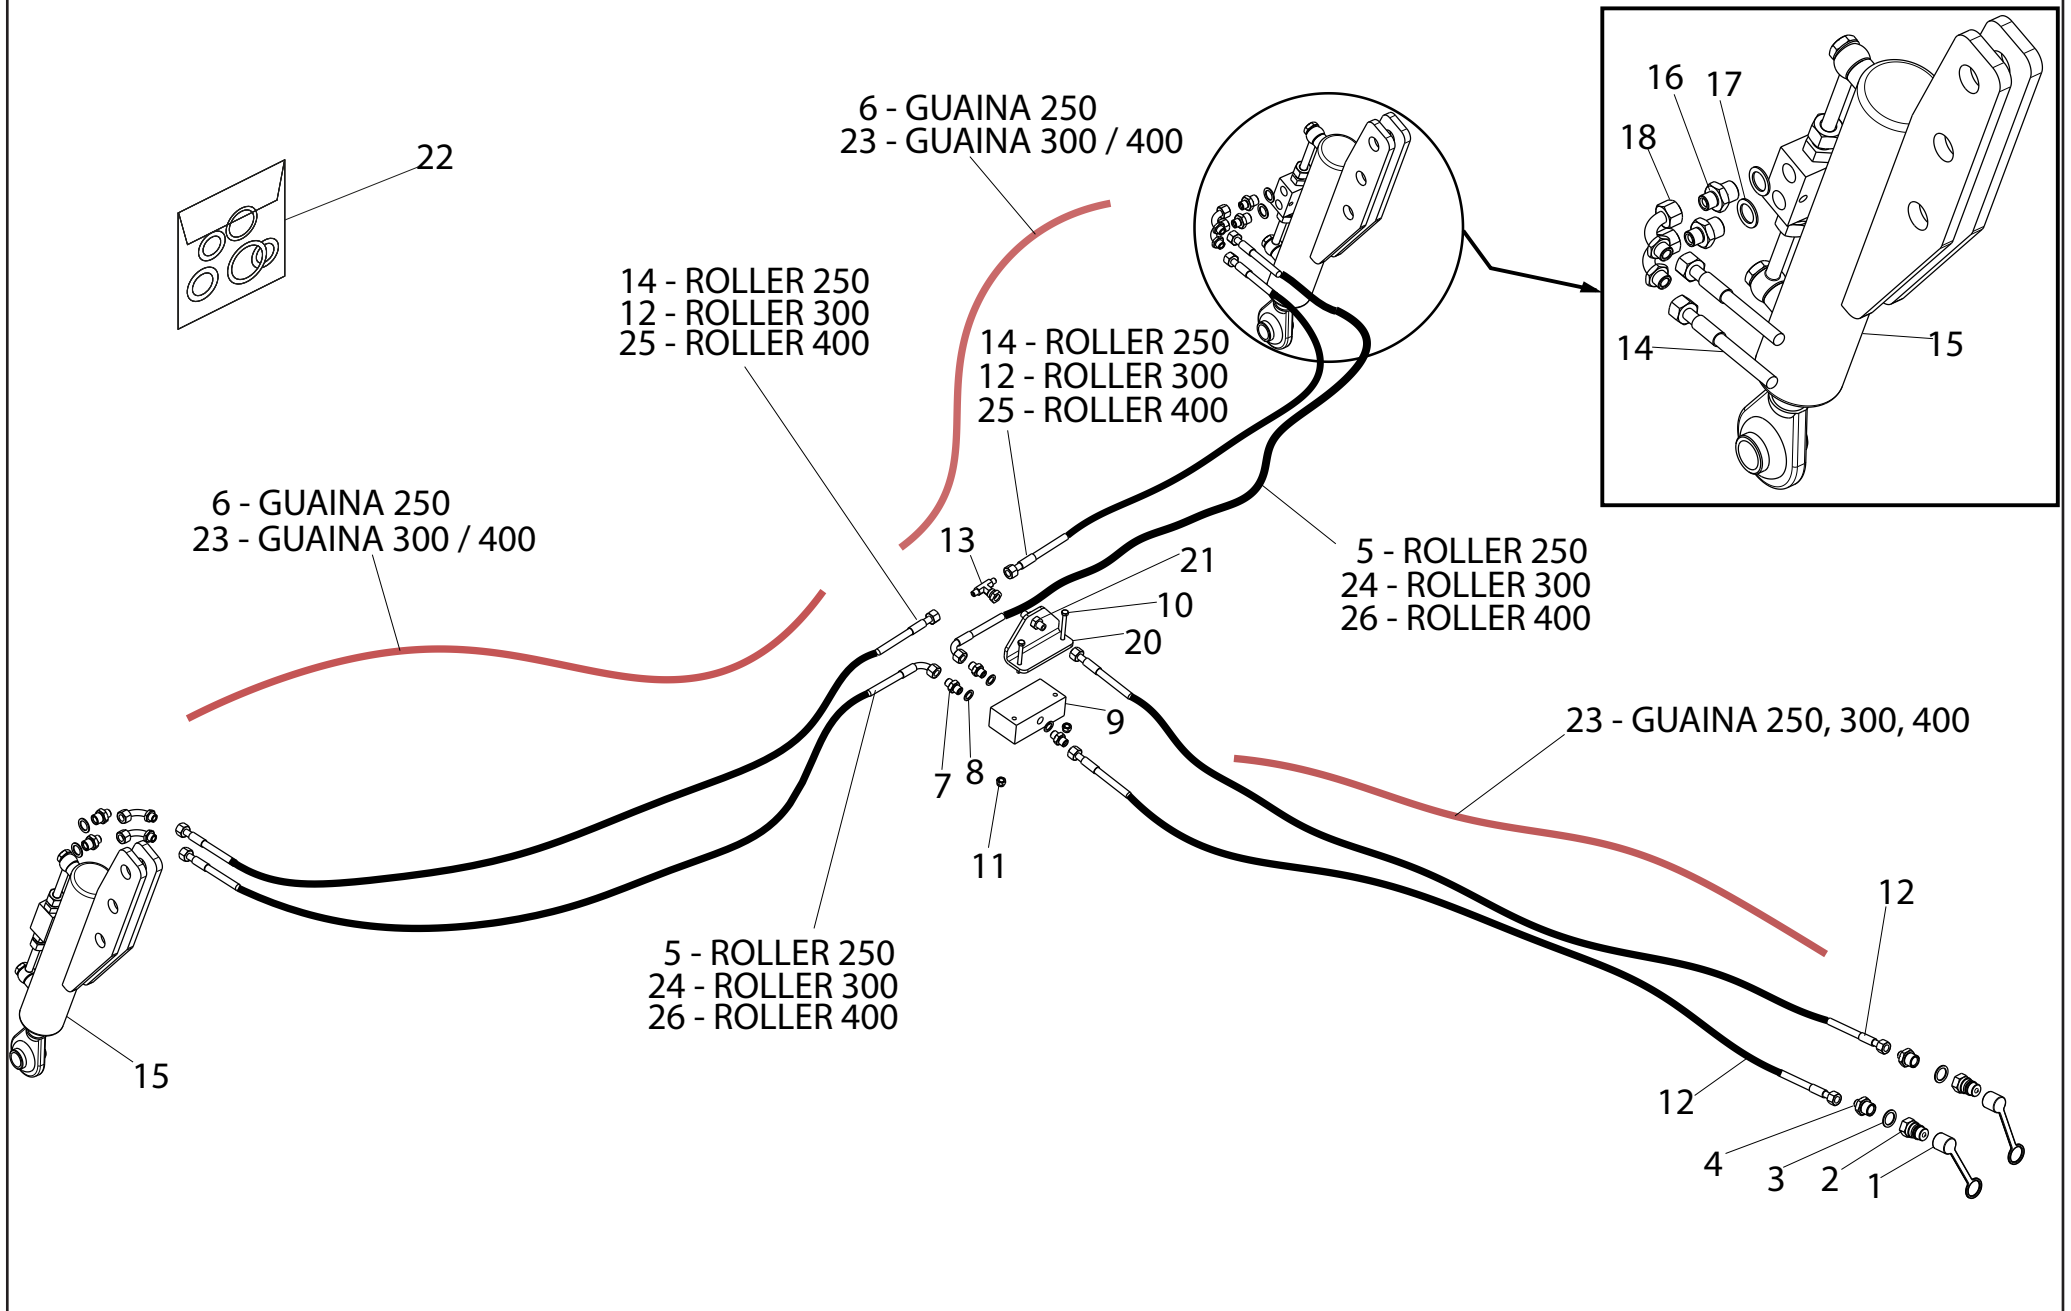 16
17
18
14
15
6 - GUAINA 250
23 - GUAINA 300 / 400
22
14 - ROLLER 250
12 - ROLLER 300
25 - ROLLER 400
14 - ROLLER 250
12 - ROLLER 300
25 - ROLLER 400
6 - GUAINA 250
23 - GUAINA 300 / 400
13
21
10
20
5 - ROLLER 250
24 - ROLLER 300
26 - ROLLER 400
9
7
8
11
23 - GUAINA 250, 300, 400
12
5 - ROLLER 250
24 - ROLLER 300
26 - ROLLER 400
15
12
4
3
2
1